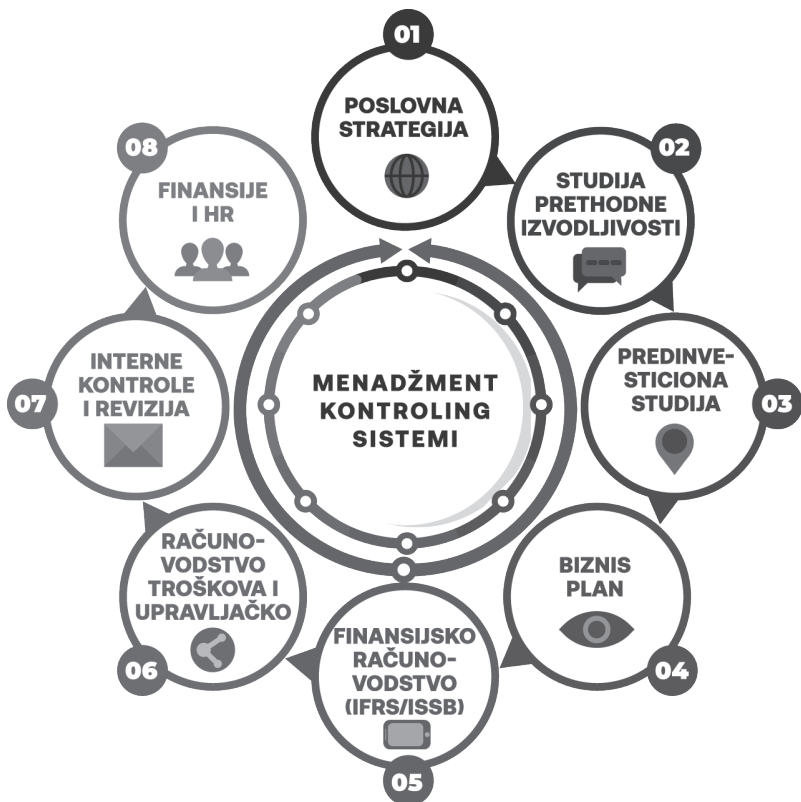 01
POSLOVNA
STRATEGIJA
02
STUDIJA
PRETHODNE
IZVODLJIVOSTI
03
PREDINVE-
STICIONA
STUDIJA
04
BIZNIS
PLAN
05
FINANSIJSKO
RAČUNO-
VODSTVO
(IFRS/ISSB)
06
RAČUNO-
VODSTVO
TROŠKOVA I
UPRAVLJAČKO
07
INTERNE
KONTROLE
I REVIZIJA
08
FINANSIJE
I HR
MENADŽMENT
KONTROLING
SISTEMI